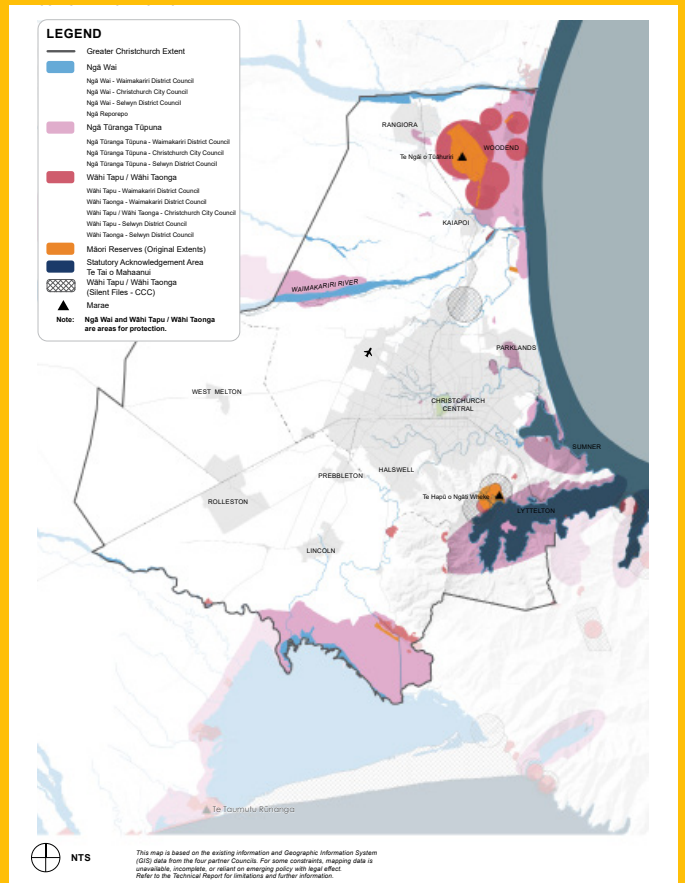 LEGEND
Greater Christchurch Extent
Ngā Wai
Ngā Wai - Waimakariri District Council
Ngā Wai - Christchurch City Council
Ngā Wai - Selwyn District Council
Ngā Reporepo
Ngā Tūranga Tūpuna
Ngā Tūranga Tūpuna - Waimakariri District Council
Ngā Tūranga Tūpuna - Christchurch City Council
Ngā Tūranga Tūpuna - Selwyn District Council
Wāhi Tapu / Wāhi Taonga
Wāhi Tapu - Waimakariri District Council
Wāhi Taonga - Waimakariri District Council
Wāhi Tapu / Wāhi Taonga - Christchurch City Council
Wāhi Tapu - Selwyn District Council
Wāhi Taonga - Selwyn District Council
Māori Reserves (Original Extents)
Statutory Acknowledgement Area
Te Tai o Mahaanui
Wāhi Tapu / Wāhi Taonga
(Silent Files - CCC)
Marae
Note: Ngā Wai and Wāhi Tapu / Wāhi Taonga
are areas for protection.
RANGIORA
WOODEND
Te Ngāi o Tūāhuriri
KAIAPOI
WAIMAKARIRI RIVER
PARKLANDS
WEST MELTON
CHRISTCHURCH
CENTRAL
SUMNER
HALSWELL
PREBBLETON
Te Hapū o Ngāti Wheke
ROLLESTON
LYTTELTON
LINCOLN
Te Taumutu Rūnanga
NTS
This map is based on the existing information and Geographic Information System
(GIS) data from the four partner Councils. For some constraints, mapping data is
unavailable, incomplete, or reliant on emerging policy with legal effect.
Refer to the Technical Report for limitations and further information.